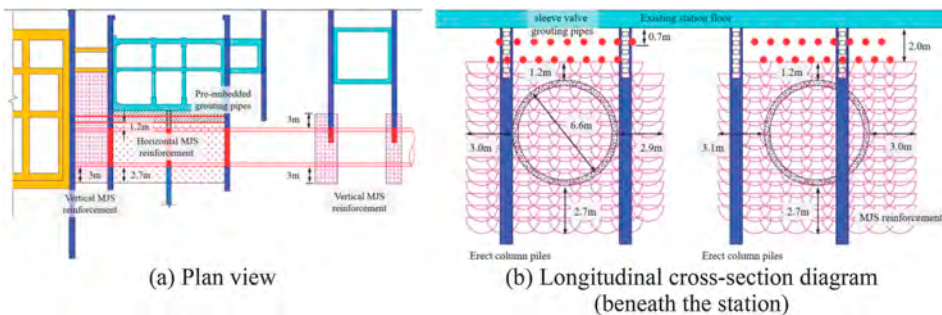 Pre-embedded
grouting pipes
3m
1.2m
Horizontal MJS
reinforcement
3m
2.7m
3m
Vertical MJS
reinforcement
Vertical MJS
reinforcement
(a) Plan view
sleeve valve
grouting pipes
Existing station floor
0.7m
2.0m
1.2m
1.2m
6.6m
3.0m
2.9m
3.1m
3.0m
2.7m
2.7m
MJS reinforcement
Erect column piles
Erect column piles
(b) Longitudinal cross-section diagram
(beneath the station)